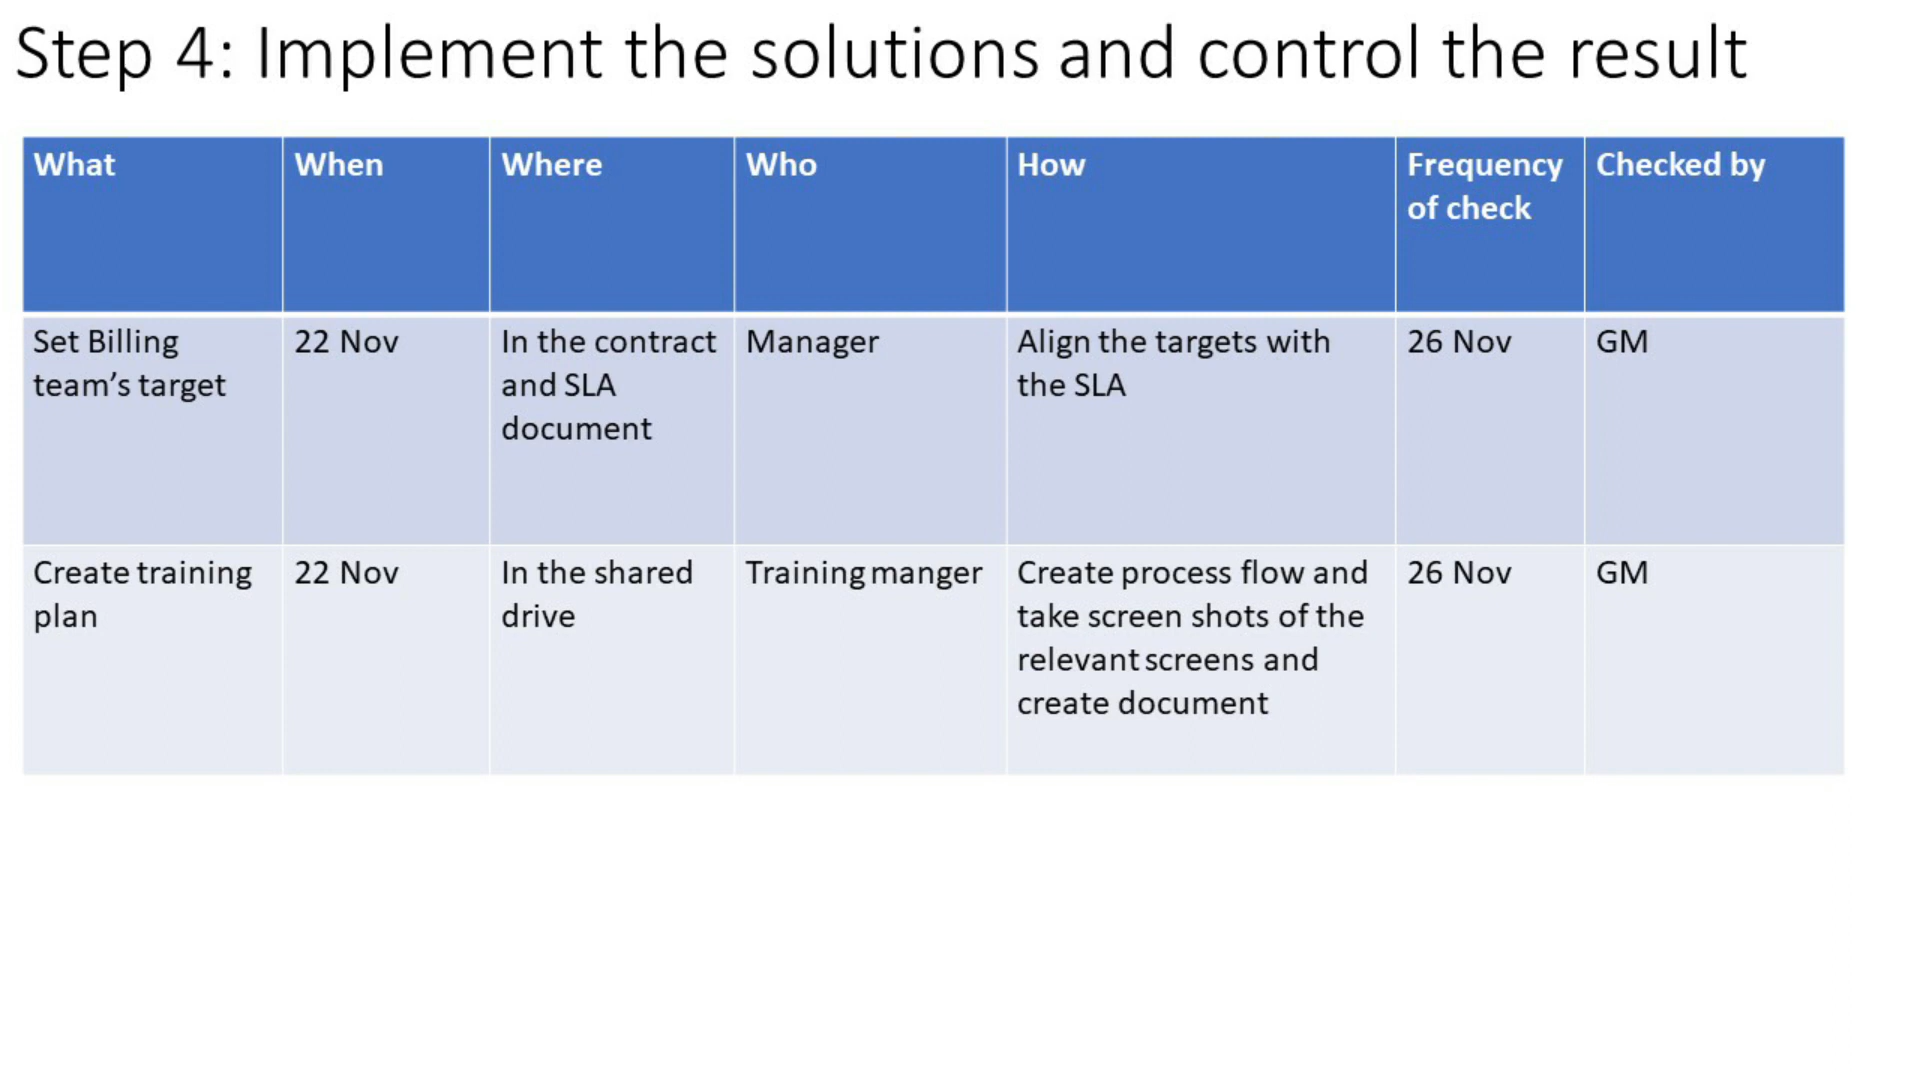 Step 4: Implement the solutions and control the result
What When Where Who How Frequency of check Checked by
Set Billing team’s target 22 Nov In the contract and SLA document Manager Align the targets with the SLA 26 Nov GM
Create training plan 22 Nov In the shared drive Training manger Create process flow and take screen shots of the relevant screens and create document 26 Nov GM